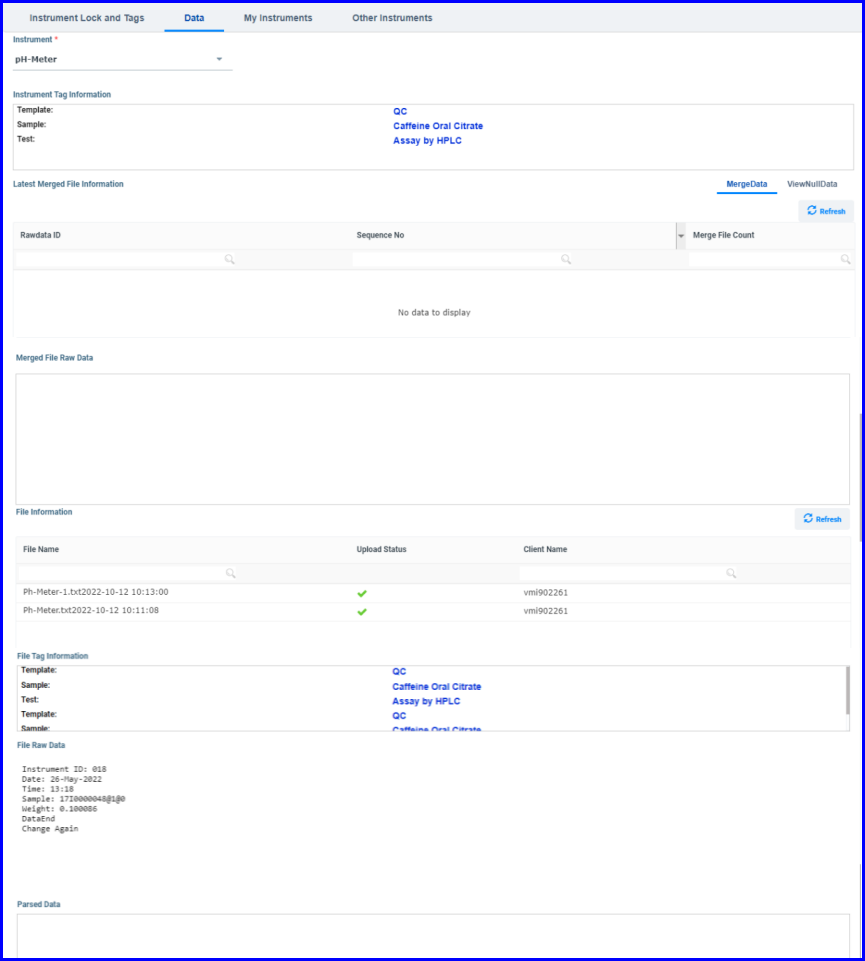 Instrument Lock and Tags Data My Instruments Other Instruments
Instrument *
pH-Meter
Instrument Tag Information
Template: QC
Sample: Caffeine Oral Citrate
Test: Assay by HPLC
Latest Merged File Information MergeData ViewNullData
Refresh
Rawdata ID Sequence No Merge File Count
No data to display
Merged File Raw Data
File Information Refresh
File Name Upload Status Client Name
Ph-Meter-1.txt2022-10-12 10:13:00 vmi902261
Ph-Meter.txt2022-10-12 10:11:08 vmi902261
File Tag Information
Template: QC
Sample: Caffeine Oral Citrate
Test: Assay by HPLC
Template: QC
Sample: Caffeine Oral Citrate
File Raw Data
Instrument ID: 018
Date: 26-May-2022
Time: 13:18
Sample: 17I0000048@1@0
Weight: 0.100086
DataEnd
Change Again
Parsed Data